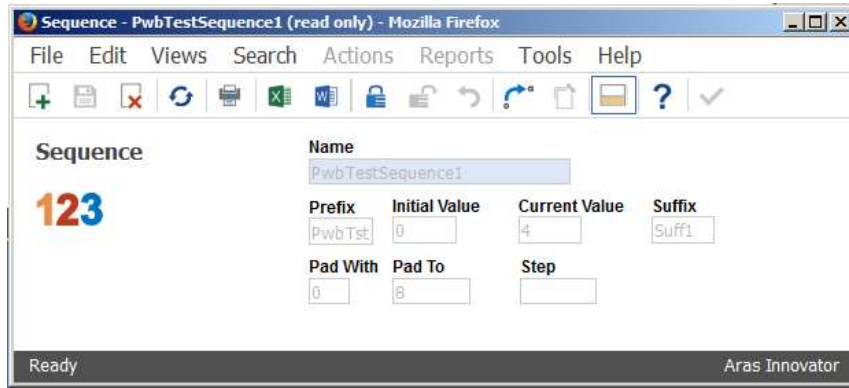 Sequence - PwbTestSequence1 (read only) - Mozilla Firefox
File Edit Views Search Actions Reports Tools Help
Sequence
123
Name
PwbTestSequence1
Prefix Initial Value Current Value Suffix
PwbTst 0 4 Suff1
Pad With Pad To Step
0 8
Ready Aras Innovator